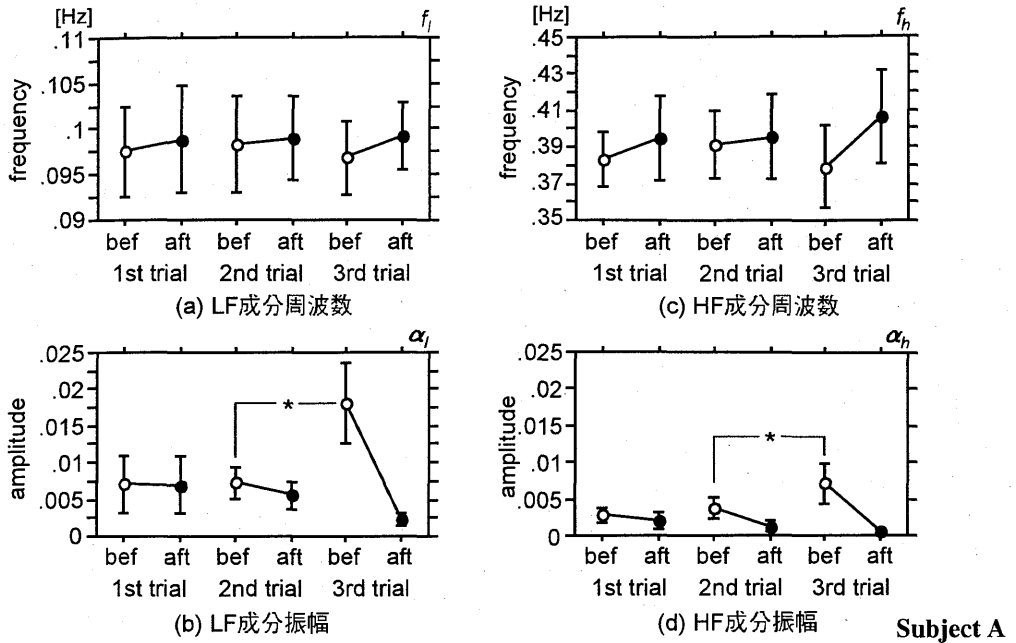 [Hz] f_l
.11
.105
.1
.095
.09
frequency
bef aft bef aft bef aft
1st trial 2nd trial 3rd trial
(a) LF成分周波数
[Hz] f_h
.45
.43
.41
.39
.37
.35
frequency
bef aft bef aft bef aft
1st trial 2nd trial 3rd trial
(c) HF成分周波数
α_l
.025
.02
.015
.01
.005
0
amplitude
*
bef aft bef aft bef aft
1st trial 2nd trial 3rd trial
(b) LF成分振幅
α_h
.025
.02
.015
.01
.005
0
amplitude
*
bef aft bef aft bef aft
1st trial 2nd trial 3rd trial
(d) HF成分振幅
Subject A